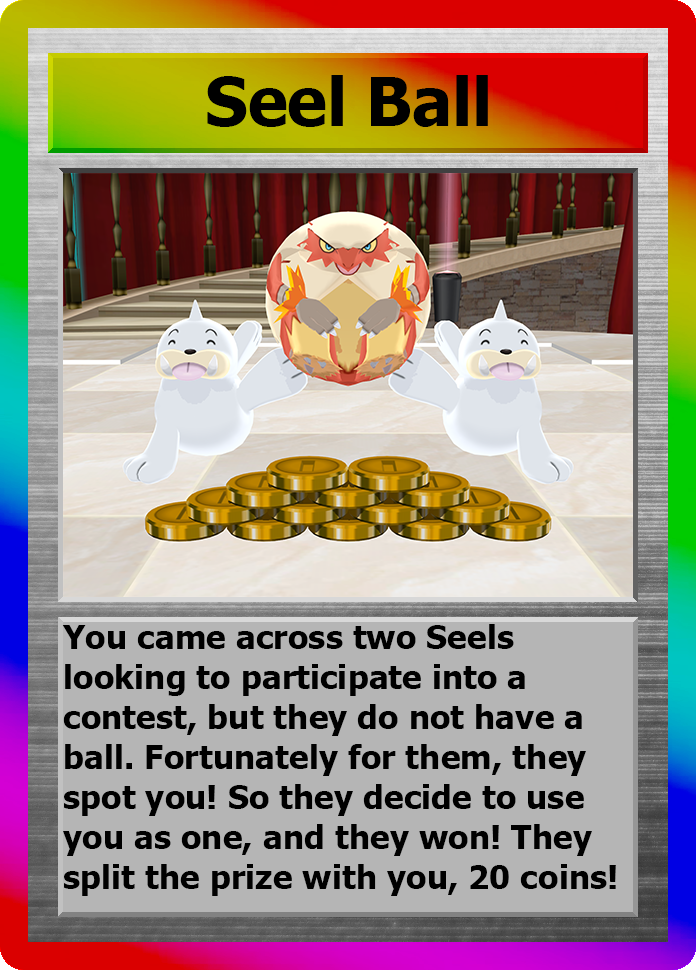 Seel Ball
You came across two Seels
looking to participate into a
contest, but they do not have a
ball. Fortunately for them, they
spot you! So they decide to use
you as one, and they won! They
split the prize with you, 20 coins!